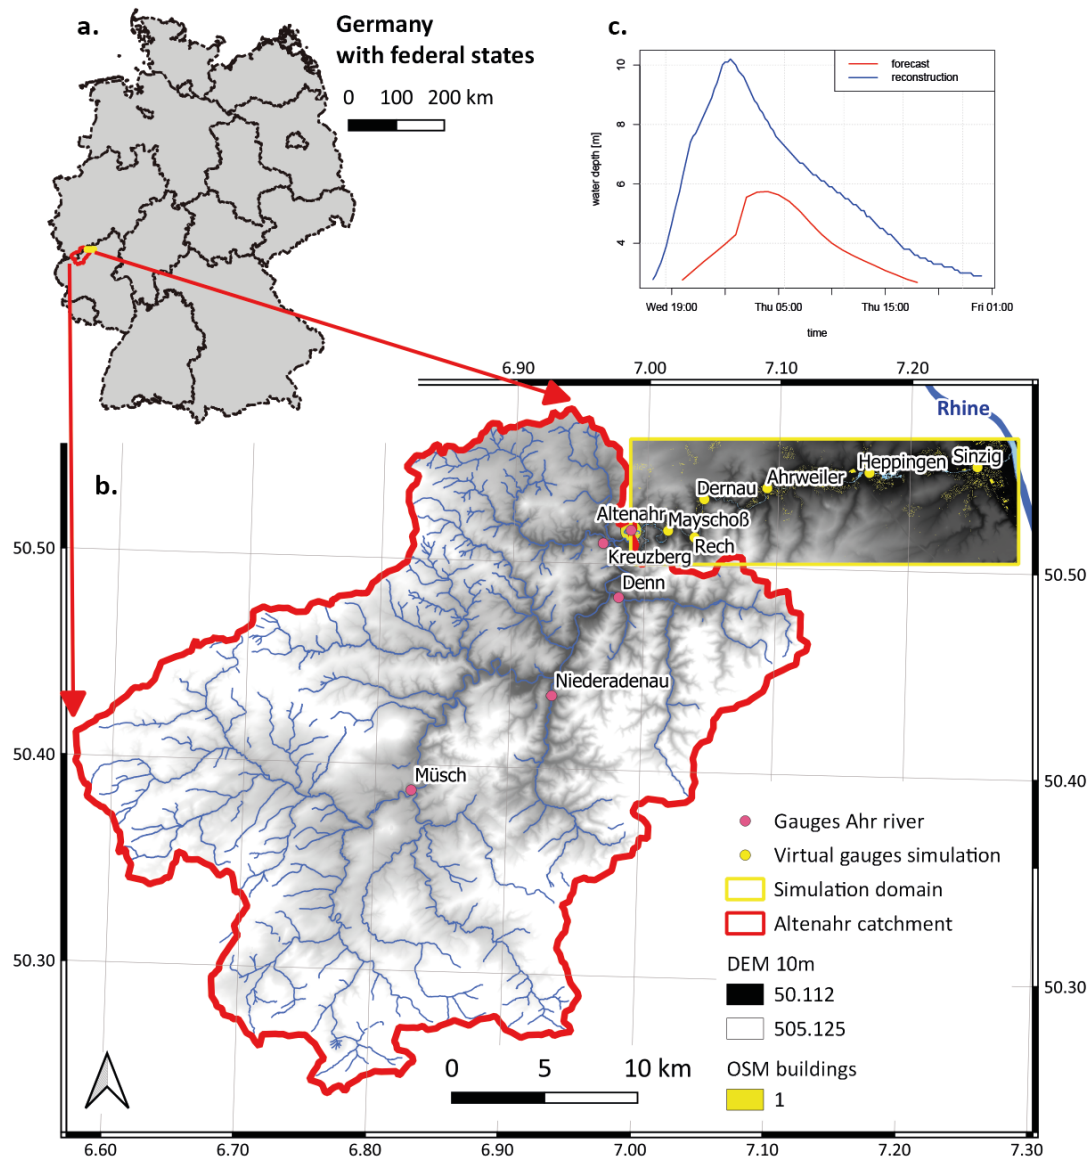 a.
Germany
with federal states
0 100 200 km
c.
forecast
reconstruction
water depth [m]
10
8
6
4
Wed 19:00 Thu 05:00 Thu 15:00 Fri 01:00
time
6.90 7.00 7.10 7.20
Rhine
b.
Sinzig
Heppingen
Ahrweiler
Dernau
Altenahr
Mayschoß
Rech
Kreuzberg
Denn
Niederadenau
Müsch
50.50
50.40
50.30
50.50
50.40
50.30
Gauges Ahr river
Virtual gauges simulation
Simulation domain
Altenahr catchment
DEM 10m
50.112
505.125
OSM buildings
1
0 5 10 km
6.60 6.70 6.80 6.90 7.00 7.10 7.20 7.30